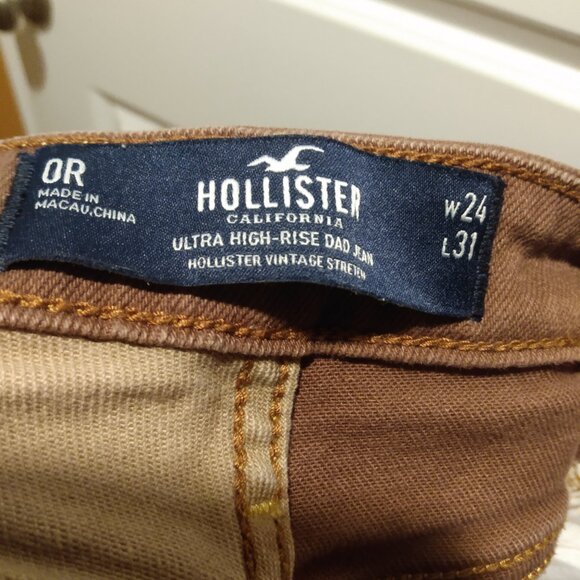 0R
MADE IN
MACAU,CHINA
HOLLISTER
CALIFORNIA
ULTRA HIGH-RISE DAD JEAN
HOLLISTER VINTAGE STRETCH
W24
L31